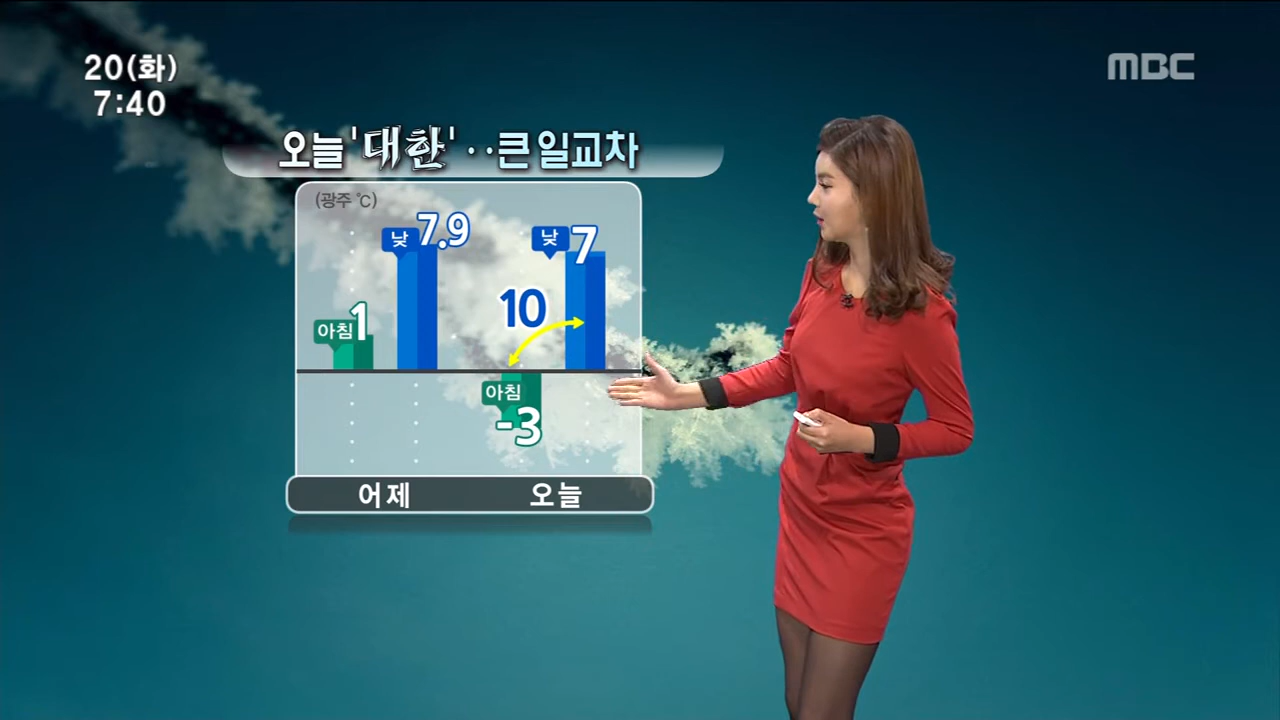 20(화)
7:40
MBC
오늘 '대한'‥큰 일교차
(광주 ℃)
아침 1
낮 7.9
10
낮 7
아침 -3
어제
오늘